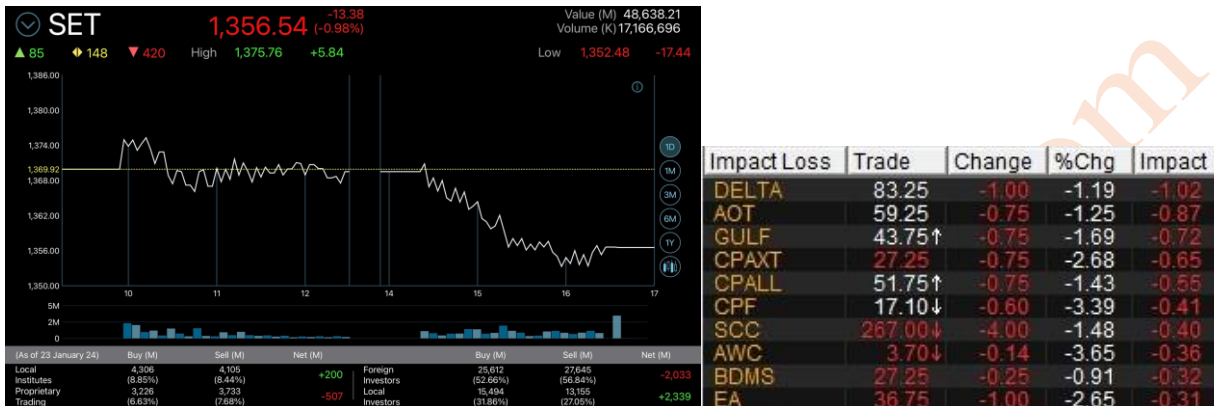 SET
1,356.54
-13.38
(-0.98%)
Value (M) 48,638.21
Volume (K) 17,166,696
85 148 420 High 1,375.76 +5.84 Low 1,352.48 -17.44
1,386.00
1,380.00
1,374.00
1,369.92
1,368.00
1,362.00
1,356.00
1,350.00
1D
1M
3M
6M
1Y
10 11 12 14 15 16 17
5M
2M
0
(As of 23 January 24) Buy (M) Sell (M) Net (M) Buy (M) Sell (M) Net (M)
Local Institutes 4,306 (8.85%) 4,105 (8.44%) +200
Foreign Investors 25,612 (52.66%) 27,645 (56.84%) -2,033
Proprietary Trading 3,226 (6.63%) 3,733 (7.68%) -507
Local Investors 15,494 (31.86%) 13,155 (27.05%) +2,339
Impact Loss Trade Change %Chg Impact
DELTA 83.25 -1.00 -1.19 -1.02
AOT 59.25 -0.75 -1.25 -0.87
GULF 43.75↑ -0.75 -1.69 -0.72
CPAXT 27.25 -0.75 -2.68 -0.65
CPALL 51.75↑ -0.75 -1.43 -0.55
CPF 17.10↓ -0.60 -3.39 -0.41
SCC 267.00↓ -4.00 -1.48 -0.40
AWC 3.70↓ -0.14 -3.65 -0.36
BDMS 27.25 -0.25 -0.91 -0.32
EA 36.75 -1.00 -2.65 -0.31